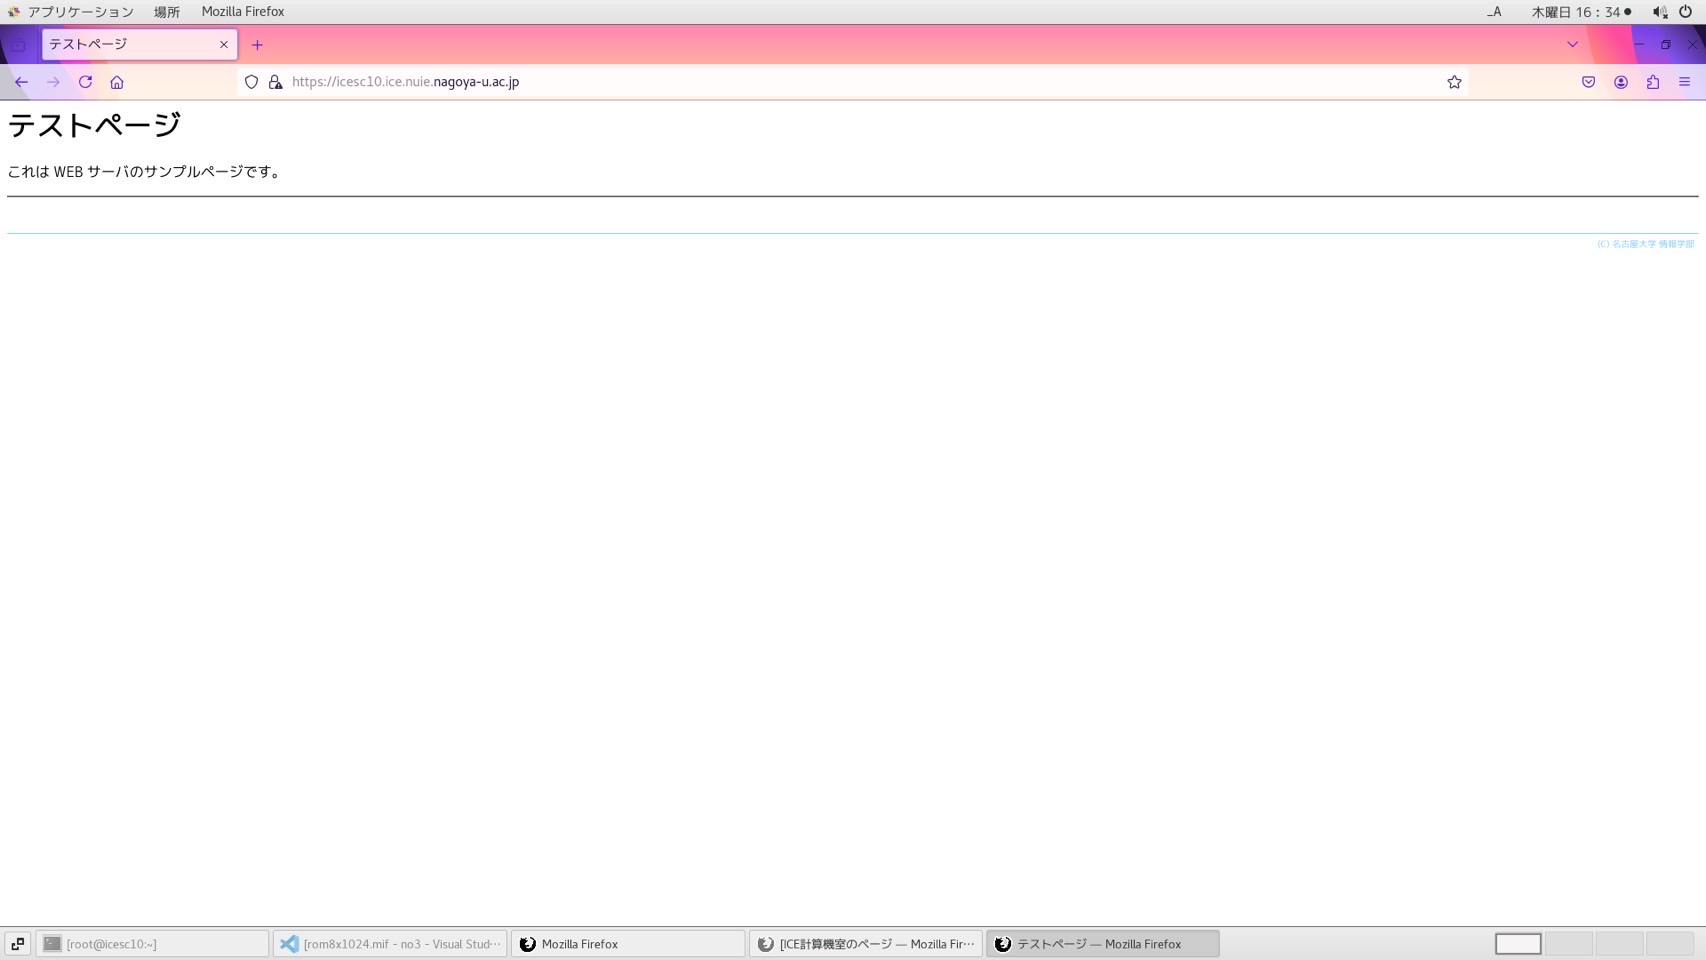 アプリケーション 場所 Mozilla Firefox _A 木曜日 16：34
テストページ
https://icesc10.ice.nuie.nagoya-u.ac.jp
テストページ
これは WEB サーバのサンプルページです。
(C) 名古屋大学 情報学部
[root@icesc10:~] [rom8x1024.mif - no3 - Visual Stud… Mozilla Firefox [ICE計算機室のページ — Mozilla Fir… テストページ — Mozilla Firefox